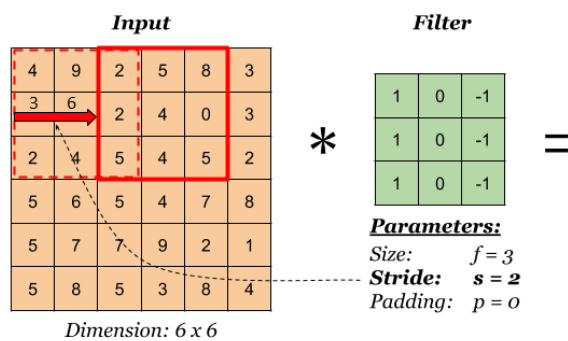 Input Filter
4 9 2 5 8 3
3 6 2 4 0 3
2 4 5 4 5 2
5 6 5 4 7 8
5 7 7 9 2 1
5 8 5 3 8 4
*
1 0 -1
1 0 -1
1 0 -1
=
Parameters:
Size: f = 3
Stride: s = 2
Padding: p = 0
Dimension: 6 x 6